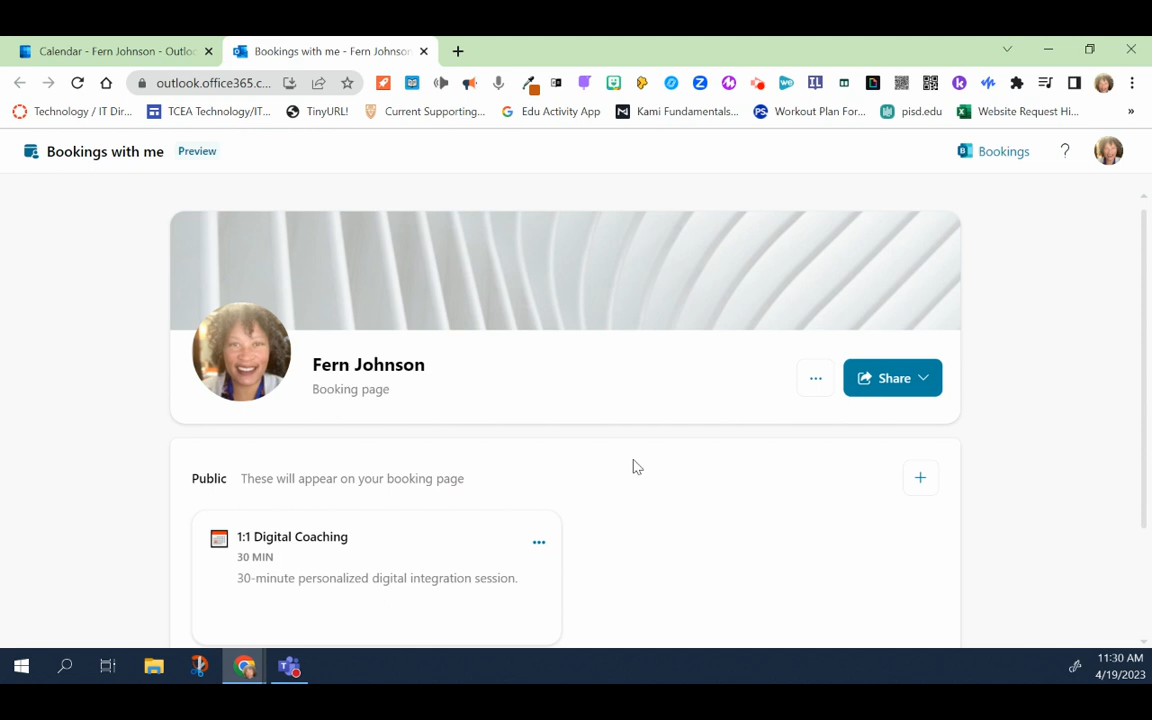 Calendar - Fern Johnson - Outlo
Bookings with me - Fern Johnson
outlook.office365.c...
Technology / IT Dir...
TCEA Technology/IT...
TinyURL!
Current Supporting...
Edu Activity App
Kami Fundamentals...
Workout Plan For...
pisd.edu
Website Request Hi...
»
Bookings with me
Preview
Bookings
?
Fern Johnson
Booking page
Share
Public These will appear on your booking page
1:1 Digital Coaching
30 MIN
30-minute personalized digital integration session.
11:30 AM
4/19/2023